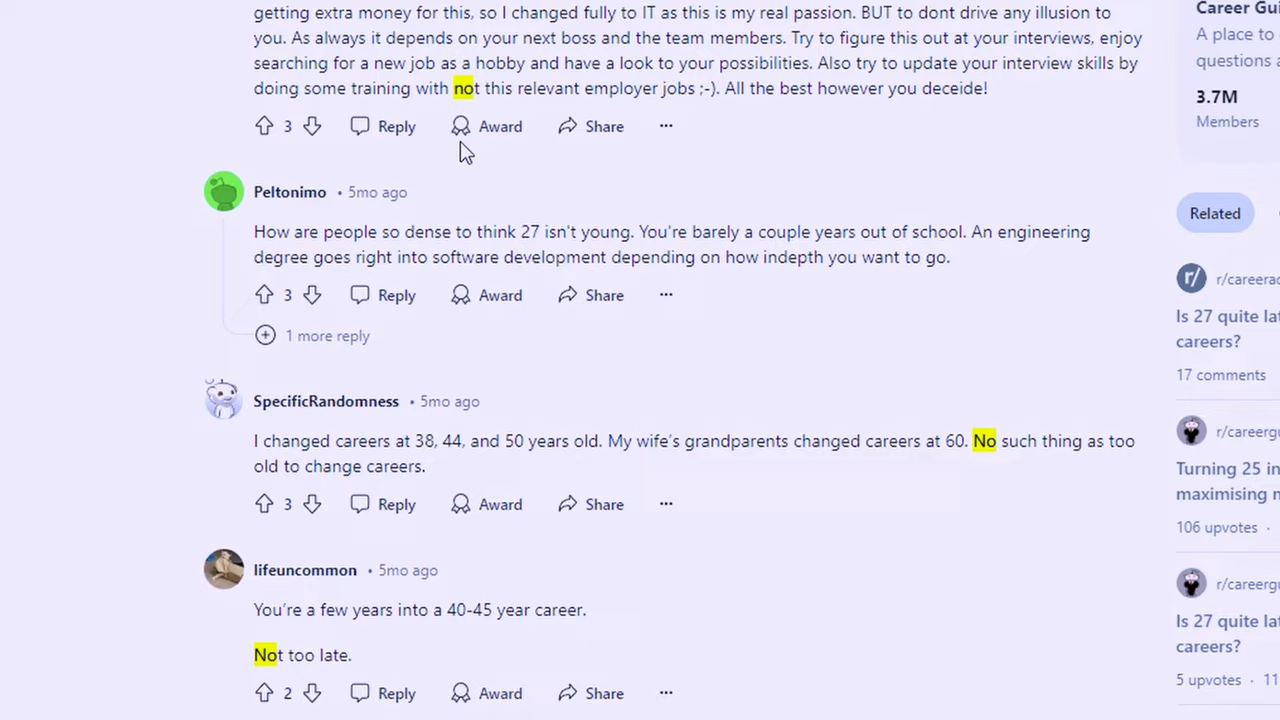 getting extra money for this, so I changed fully to IT as this is my real passion. BUT to dont drive any illusion to
you. As always it depends on your next boss and the team members. Try to figure this out at your interviews, enjoy
searching for a new job as a hobby and have a look to your possibilities. Also try to update your interview skills by
doing some training with not this relevant employer jobs ;-). All the best however you deceide!
3 Reply Award Share ···
Peltonimo • 5mo ago
How are people so dense to think 27 isn't young. You're barely a couple years out of school. An engineering
degree goes right into software development depending on how indepth you want to go.
3 Reply Award Share ···
1 more reply
SpecificRandomness • 5mo ago
I changed careers at 38, 44, and 50 years old. My wife's grandparents changed careers at 60. No such thing as too
old to change careers.
3 Reply Award Share ···
lifeuncommon • 5mo ago
You're a few years into a 40-45 year career.
Not too late.
2 Reply Award Share ···
Career Gui
A place to
questions a
3.7M
Members
Related
r/
r/careera
Is 27 quite lat
careers?
17 comments
r/careergu
Turning 25 in
maximising m
106 upvotes ·
r/careergu
Is 27 quite lat
careers?
5 upvotes · 11